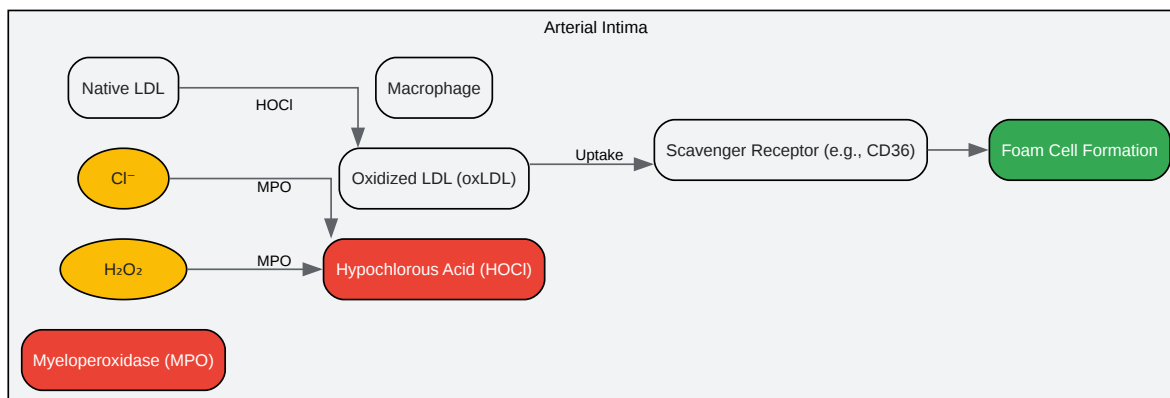 Arterial Intima
Native LDL
Macrophage
HOCl
Oxidized LDL (oxLDL)
Uptake
Scavenger Receptor (e.g., CD36)
Foam Cell Formation
Cl⁻
MPO
H₂O₂
MPO
Hypochlorous Acid (HOCl)
Myeloperoxidase (MPO)